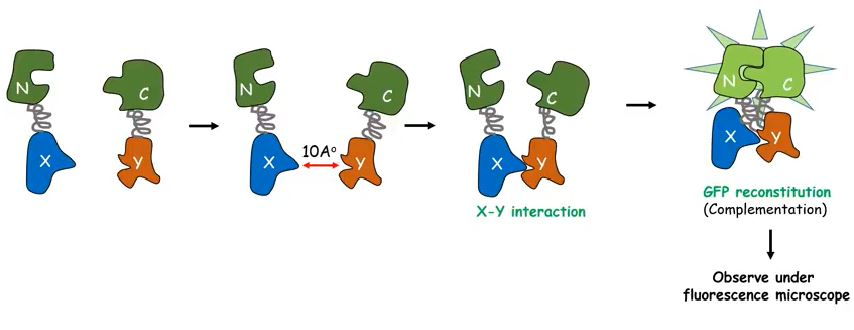 N
C
X
Y
N
C
X
10A°
Y
N
C
X
Y
X-Y interaction
N
C
X
Y
GFP reconstitution
(Complementation)
Observe under
fluorescence microscope